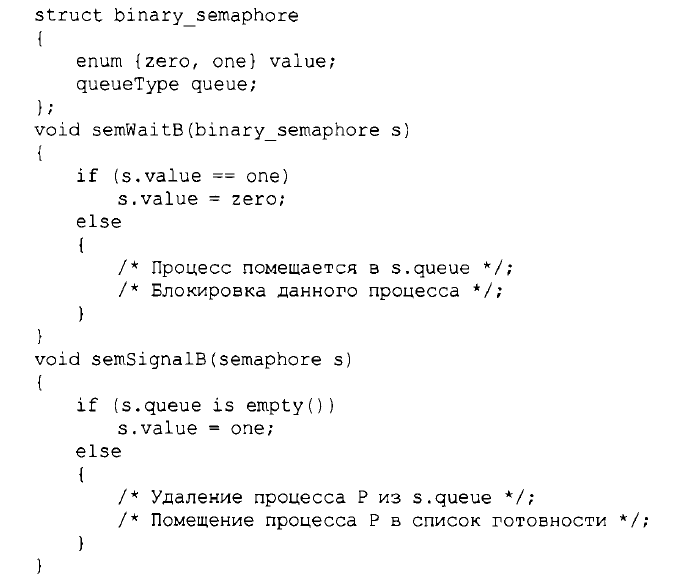 struct binary_semaphore
{
enum {zero, one} value;
queueType queue;
};
void semWaitB(binary_semaphore s)
{
if (s.value == one)
s.value = zero;
else
{
/* Процесс помещается в s.queue */;
/* Блокировка данного процесса */;
}
}
void semSignalB(semaphore s)
{
if (s.queue is empty())
s.value = one;
else
{
/* Удаление процесса P из s.queue */;
/* Помещение процесса P в список готовности */;
}
}